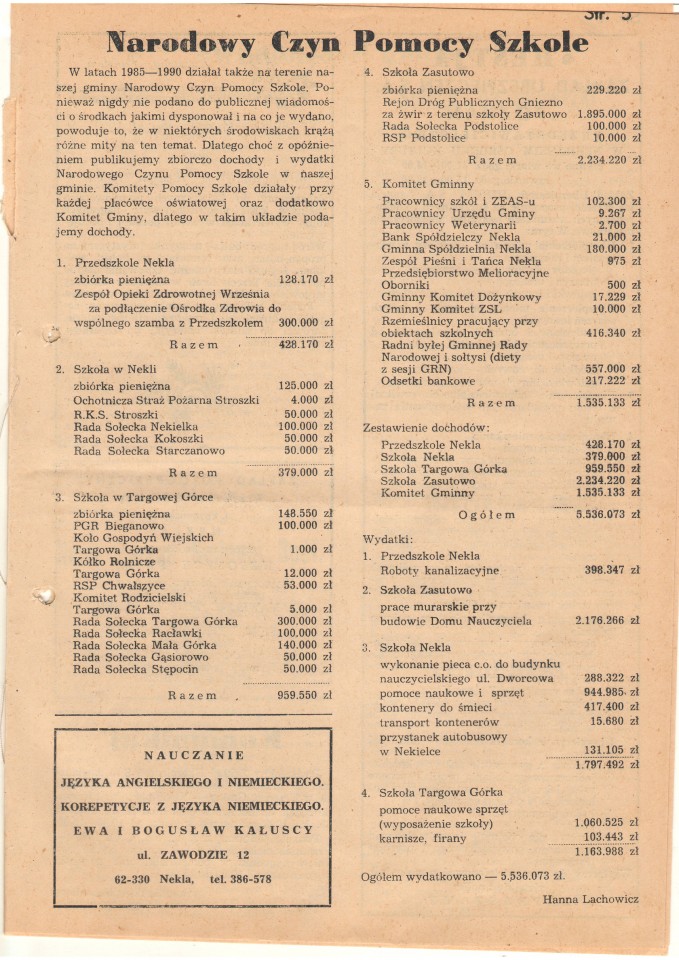 Str. 5
Narodowy Czyn Pomocy Szkole
W latach 1985—1990 działał także na terenie na-
szej gminy Narodowy Czyn Pomocy Szkole. Po-
nieważ nigdy nie podano do publicznej wiadomoś-
ci o środkach jakimi dysponował i na co je wydano,
powoduje to, że w niektórych środowiskach krążą
różne mity na ten temat. Dlatego choć z opóźnie-
niem publikujemy zbiorczo dochody i wydatki
Narodowego Czynu Pomocy Szkole w naszej
gminie. Komitety Pomocy Szkole działały przy
każdej placówce oświatowej oraz dodatkowo
Komitet Gminy, dlatego w takim układzie poda-
jemy dochody.
1. Przedszkole Nekla
zbiórka pieniężna 128.170 zł
Zespół Opieki Zdrowotnej Września
za podłączenie Ośrodka Zdrowia do
wspólnego szamba z Przedszkolem 300.000 zł
Razem 428.170 zł
2. Szkoła w Nekli
zbiórka pieniężna 125.000 zł
Ochotnicza Straż Pożarna Stroszki 4.000 zł
R.K.S. Stroszki 50.000 zł
Rada Sołecka Nekielka 100.000 zł
Rada Sołecka Kokoszki 50.000 zł
Rada Sołecka Starczanowo 50.000 zł
Razem 379.000 zł
3. Szkoła w Targowej Górce
zbiórka pieniężna 148.550 zł
PGR Bieganowo 100.000 zł
Koło Gospodyń Wiejskich
Targowa Górka 1.000 zł
Kółko Rolnicze
Targowa Górka 12.000 zł
RSP Chwałszyce 53.000 zł
Komitet Rodzicielski
Targowa Górka 5.000 zł
Rada Sołecka Targowa Górka 300.000 zł
Rada Sołecka Racławki 100.000 zł
Rada Sołecka Mała Górka 140.000 zł
Rada Sołecka Gąsiorowo 50.000 zł
Rada Sołecka Stępocin 50.000 zł
Razem 959.550 zł
NAUCZANIE
JĘZYKA ANGIELSKIEGO I NIEMIECKIEGO.
KOREPETYCJE Z JĘZYKA NIEMIECKIEGO.
EWA I BOGUSŁAW KAŁUSCY
ul. ZAWODZIE 12
62-330 Nekla, tel. 386-578
4. Szkoła Zasutowo
zbiórka pieniężna 229.220 zł
Rejon Dróg Publicznych Gniezno
za żwir z terenu szkoły Zasutowo 1.895.000 zł
Rada Sołecka Podstolice 100.000 zł
RSP Podstolice 10.000 zł
Razem 2.234.220 zł
5. Komitet Gminny
Pracownicy szkół i ZEAS-u 102.300 zł
Pracownicy Urzędu Gminy 9.267 zł
Pracownicy Weterynarii 2.700 zł
Bank Spółdzielczy Nekla 21.000 zł
Gminna Spółdzielnia Nekla 180.000 zł
Zespół Pieśni i Tańca Nekla 975 zł
Przedsiębiorstwo Melioracyjne
Oborniki 500 zł
Gminny Komitet Dożynkowy 17.229 zł
Gminny Komitet ZSL 10.000 zł
Rzemieślnicy pracujący przy
obiektach szkolnych 416.340 zł
Radni byłej Gminnej Rady
Narodowej i sołtysi (diety
z sesji GRN) 557.000 zł
Odsetki bankowe 217.222 zł
Razem 1.535.133 zł
Zestawienie dochodów:
Przedszkole Nekla 428.170 zł
Szkoła Nekla 379.000 zł
Szkoła Targowa Górka 959.550 zł
Szkoła Zasutowo 2.234.220 zł
Komitet Gminny 1.535.133 zł
Ogółem 5.536.073 zł
Wydatki:
1. Przedszkole Nekla
Roboty kanalizacyjne 398.347 zł
2. Szkoła Zasutowo
prace murarskie przy
budowie Domu Nauczyciela 2.176.266 zł
3. Szkoła Nekla
wykonanie pieca c.o. do budynku
nauczycielskiego ul. Dworcowa 288.322 zł
pomoce naukowe i sprzęt 944.985 zł
kontenery do śmieci 417.400 zł
transport kontenerów 15.680 zł
przystanek autobusowy
w Nekielce 131.105 zł
1.797.492 zł
4. Szkoła Targowa Górka
pomoce naukowe sprzęt
(wyposażenie szkoły) 1.060.525 zł
karnisze, firany 103.443 zł
1.163.988 zł
Ogółem wydatkowano — 5.536.073 zł.
Hanna Lachowicz